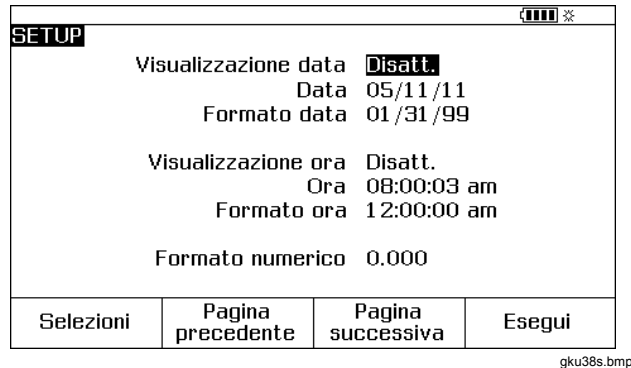 SETUP
Visualizzazione data Disatt.
Data 05/11/11
Formato data 01/31/99
Visualizzazione ora Disatt.
Ora 08:00:03 am
Formato ora 12:00:00 am
Formato numerico 0.000
Selezioni
Pagina precedente
Pagina successiva
Esegui
gku38s.bmp